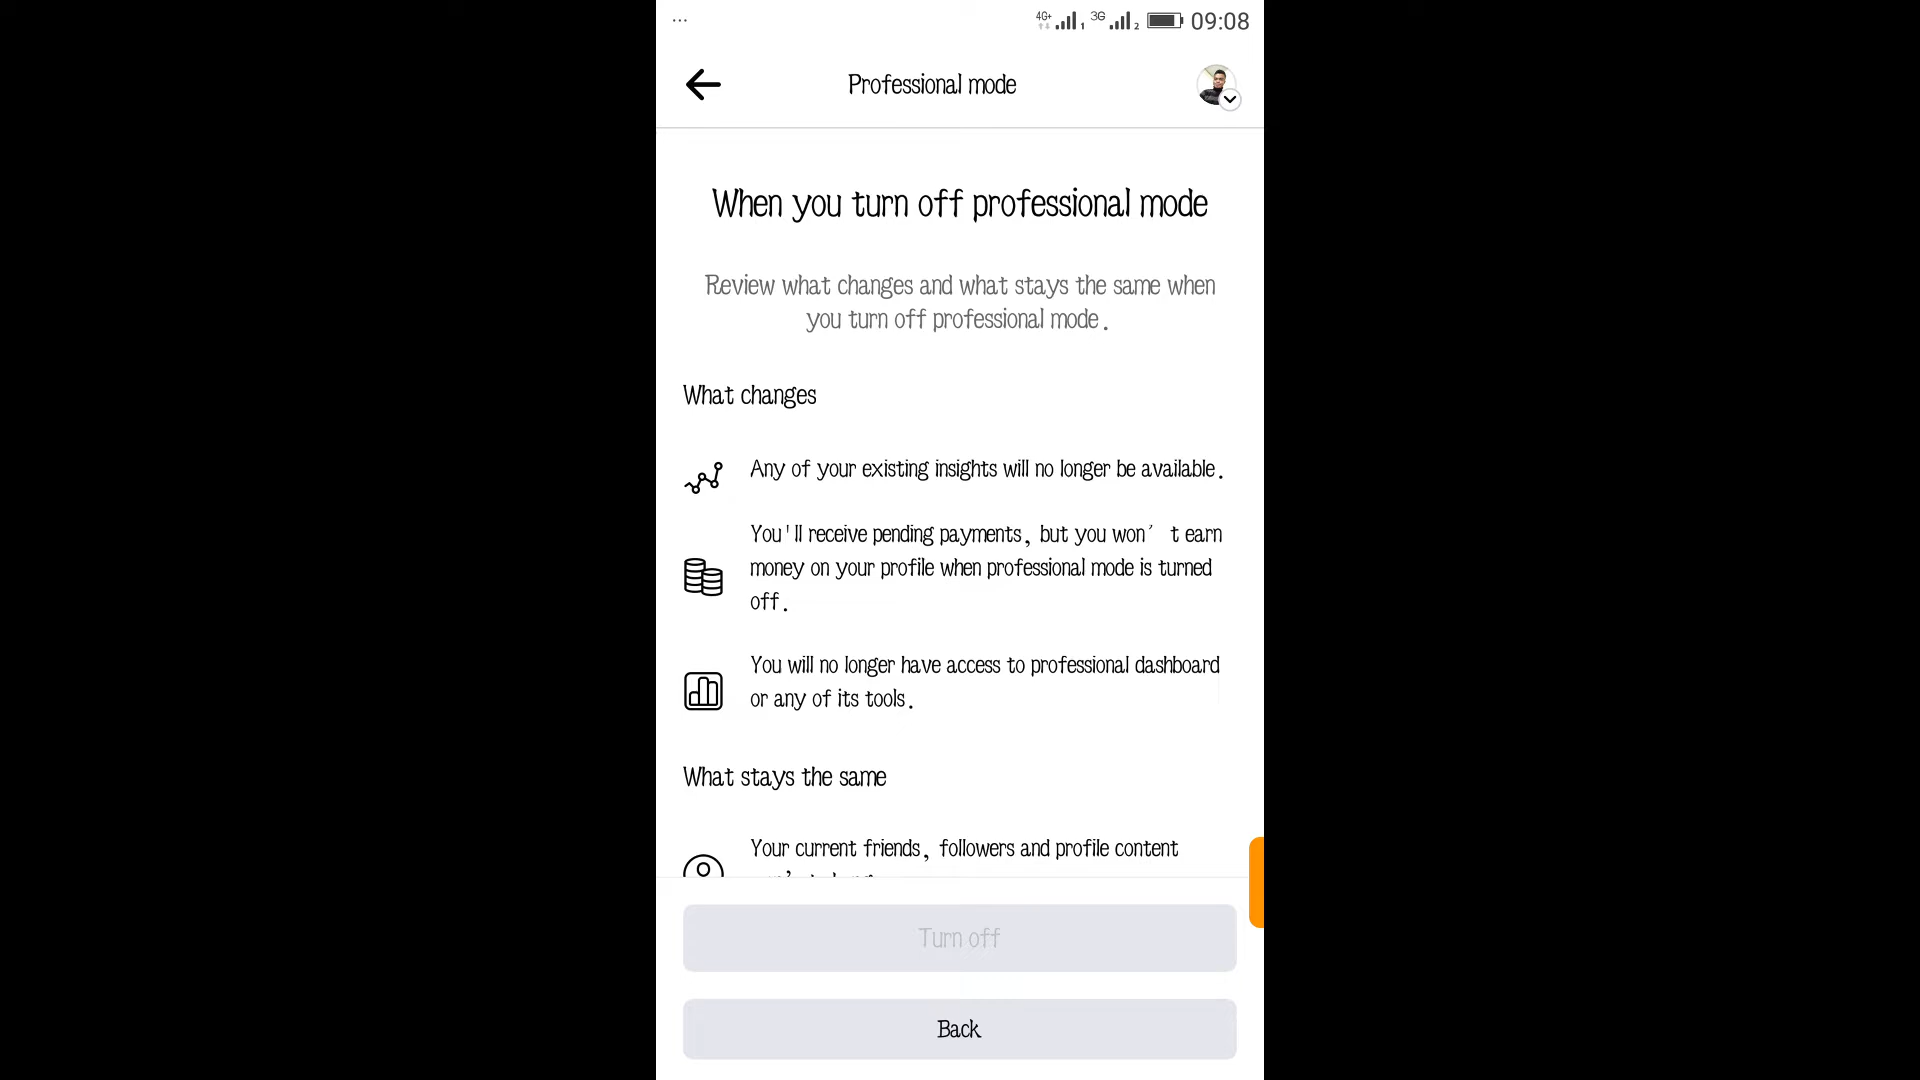 ...
4G+ 1 3G 2 09:08
Professional mode
When you turn off professional mode
Review what changes and what stays the same when
you turn off professional mode.
What changes
Any of your existing insights will no longer be available.
You'll receive pending payments, but you won’t earn
money on your profile when professional mode is turned
off.
You will no longer have access to professional dashboard
or any of its tools.
What stays the same
Your current friends, followers and profile content
Turn off
Back